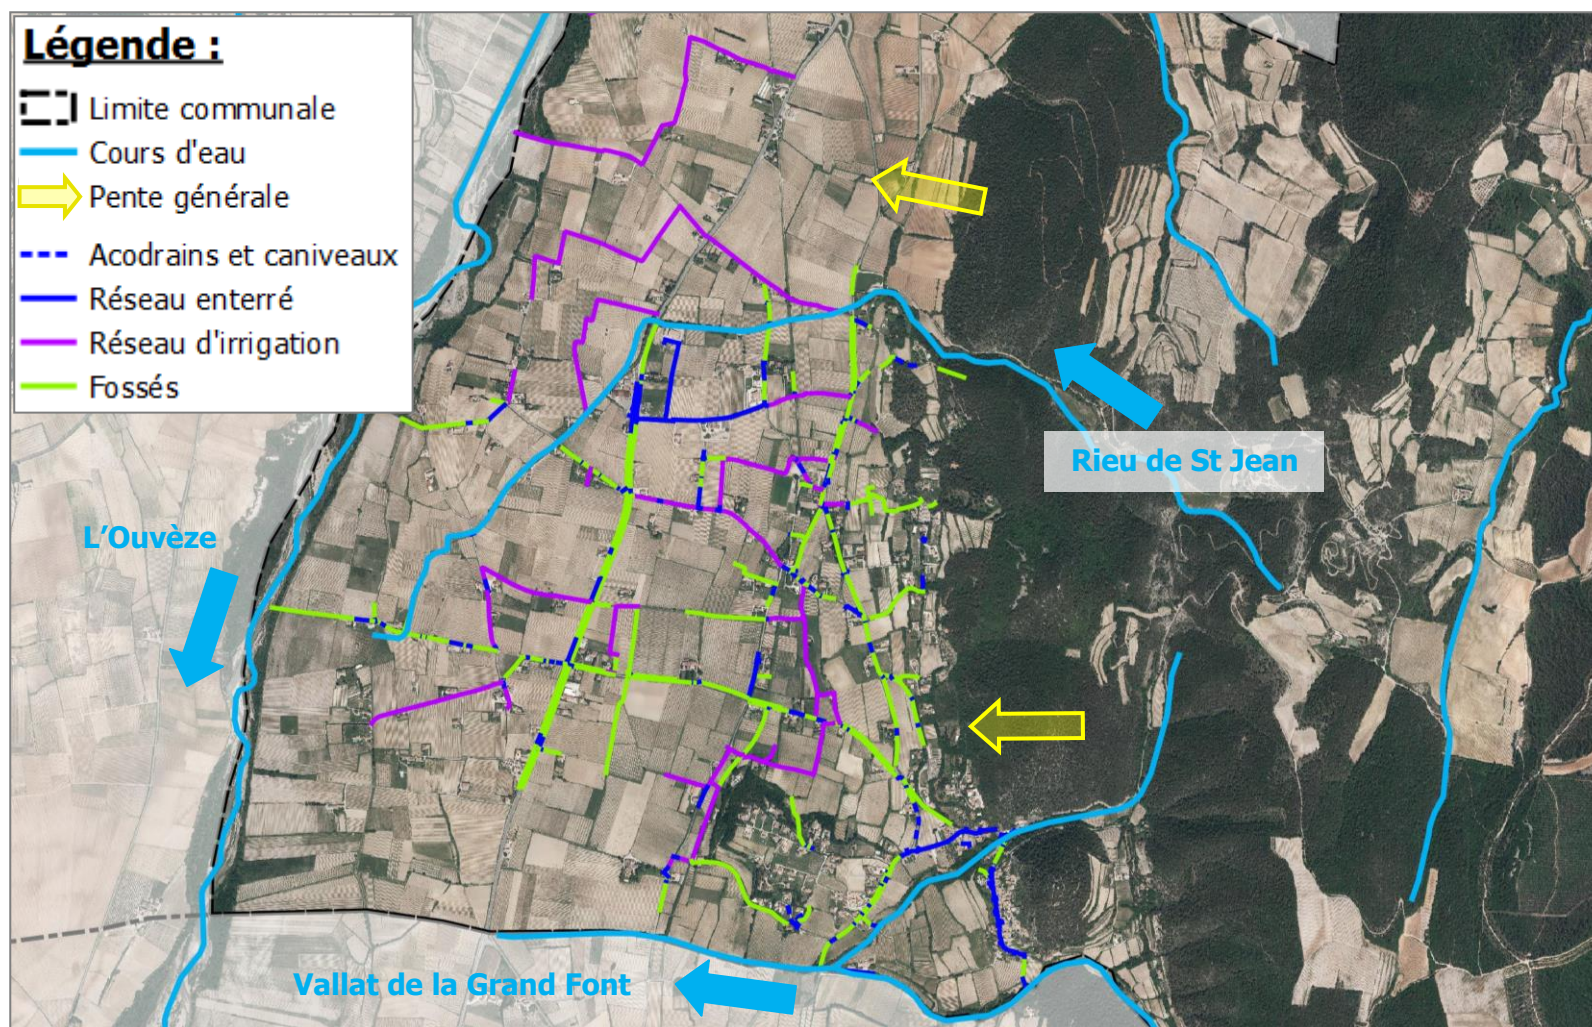 Légende :
Limite communale
Cours d'eau
Pente générale
Acodrains et caniveaux
Réseau enterré
Réseau d'irrigation
Fossés
Rieu de St Jean
L'Ouvèze
Vallat de la Grand Font